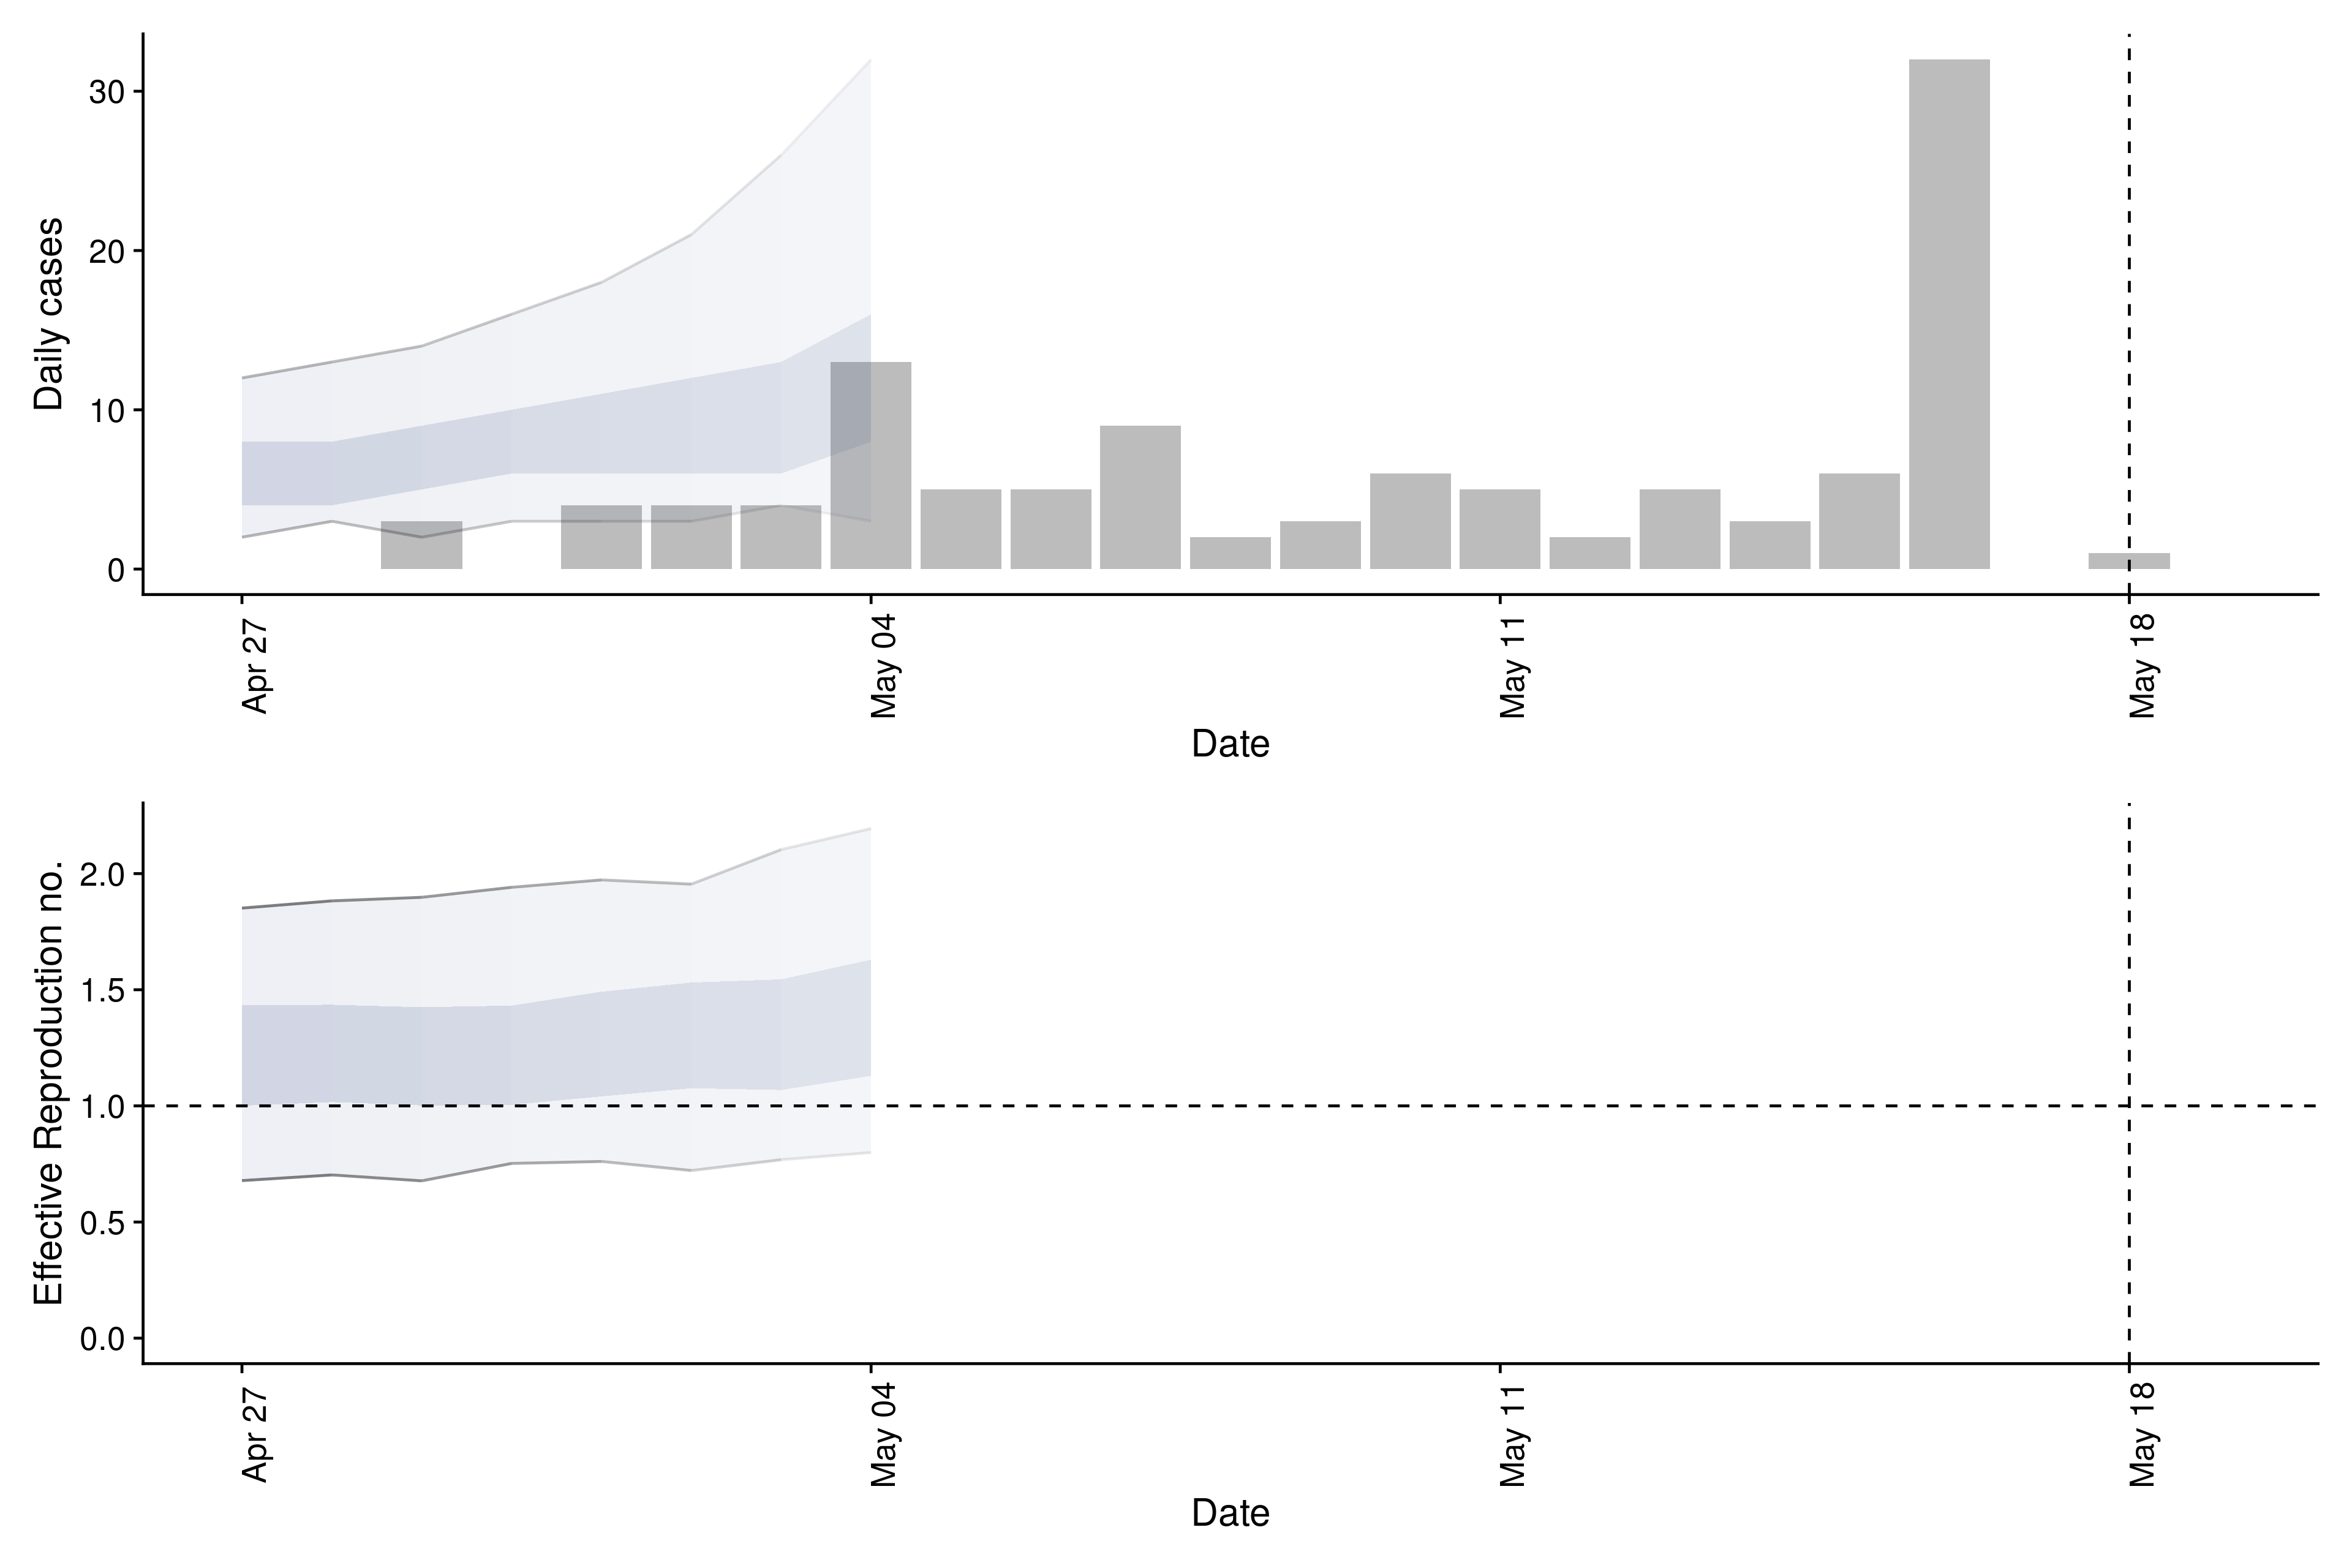 Daily cases
30
20
10
0
Apr 27
May 04
May 11
May 18
Date
Effective Reproduction no.
2.0
1.5
1.0
0.5
0.0
Apr 27
May 04
May 11
May 18
Date